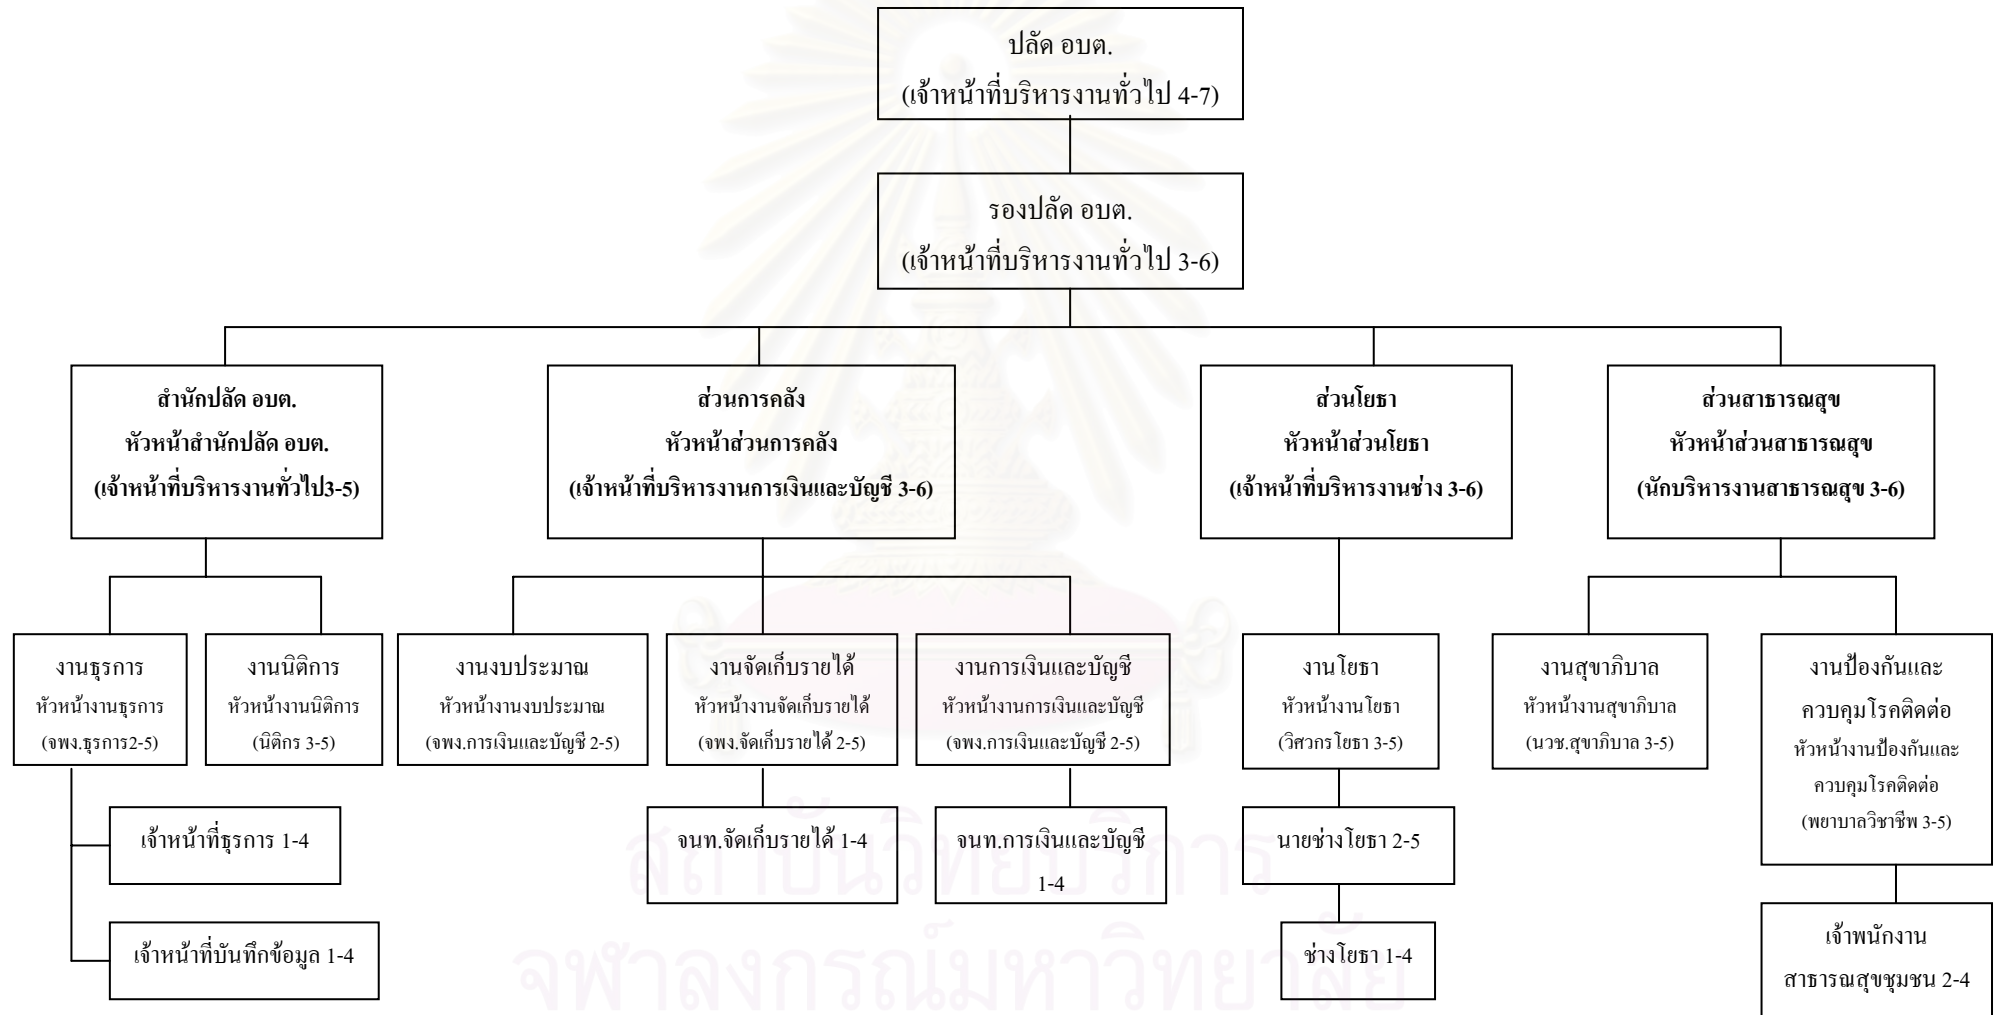 ปลัด อบต.
(เจ้าหน้าที่บริหารงานทั่วไป 4-7)
รองปลัด อบต.
(เจ้าหน้าที่บริหารงานทั่วไป 3-6)
สำนักปลัด อบต.
หัวหน้าสำนักปลัด อบต.
(เจ้าหน้าที่บริหารงานทั่วไป3-5)
ส่วนการคลัง
หัวหน้าส่วนการคลัง
(เจ้าหน้าที่บริหารงานการเงินและบัญชี 3-6)
ส่วนโยธา
หัวหน้าส่วนโยธา
(เจ้าหน้าที่บริหารงานช่าง 3-6)
ส่วนสาธารณสุข
หัวหน้าส่วนสาธารณสุข
(นักบริหารงานสาธารณสุข 3-6)
งานธุรการ
หัวหน้างานธุรการ
(จพง.ธุรการ2-5)
งานนิติการ
หัวหน้างานนิติการ
(นิติกร 3-5)
งานงบประมาณ
หัวหน้างานงบประมาณ
(จพง.การเงินและบัญชี 2-5)
งานจัดเก็บรายได้
หัวหน้างานจัดเก็บรายได้
(จพง.จัดเก็บรายได้ 2-5)
งานการเงินและบัญชี
หัวหน้างานการเงินและบัญชี
(จพง.การเงินและบัญชี 2-5)
งานโยธา
หัวหน้างานโยธา
(วิศวกรโยธา 3-5)
งานสุขาภิบาล
หัวหน้างานสุขาภิบาล
(นวช.สุขาภิบาล 3-5)
งานป้องกันและ
ควบคุมโรคติดต่อ
หัวหน้างานป้องกันและ
ควบคุมโรคติดต่อ
(พยาบาลวิชาชีพ 3-5)
เจ้าหน้าที่ธุรการ 1-4
จนท.จัดเก็บรายได้ 1-4
จนท.การเงินและบัญชี
1-4
นายช่างโยธา 2-5
เจ้าหน้าที่บันทึกข้อมูล 1-4
ช่างโยธา 1-4
เจ้าพนักงาน
สาธารณสุขชุมชน 2-4
สถาบันวิทยบริการ
จุฬาลงกรณ์มหาวิทยาลัย